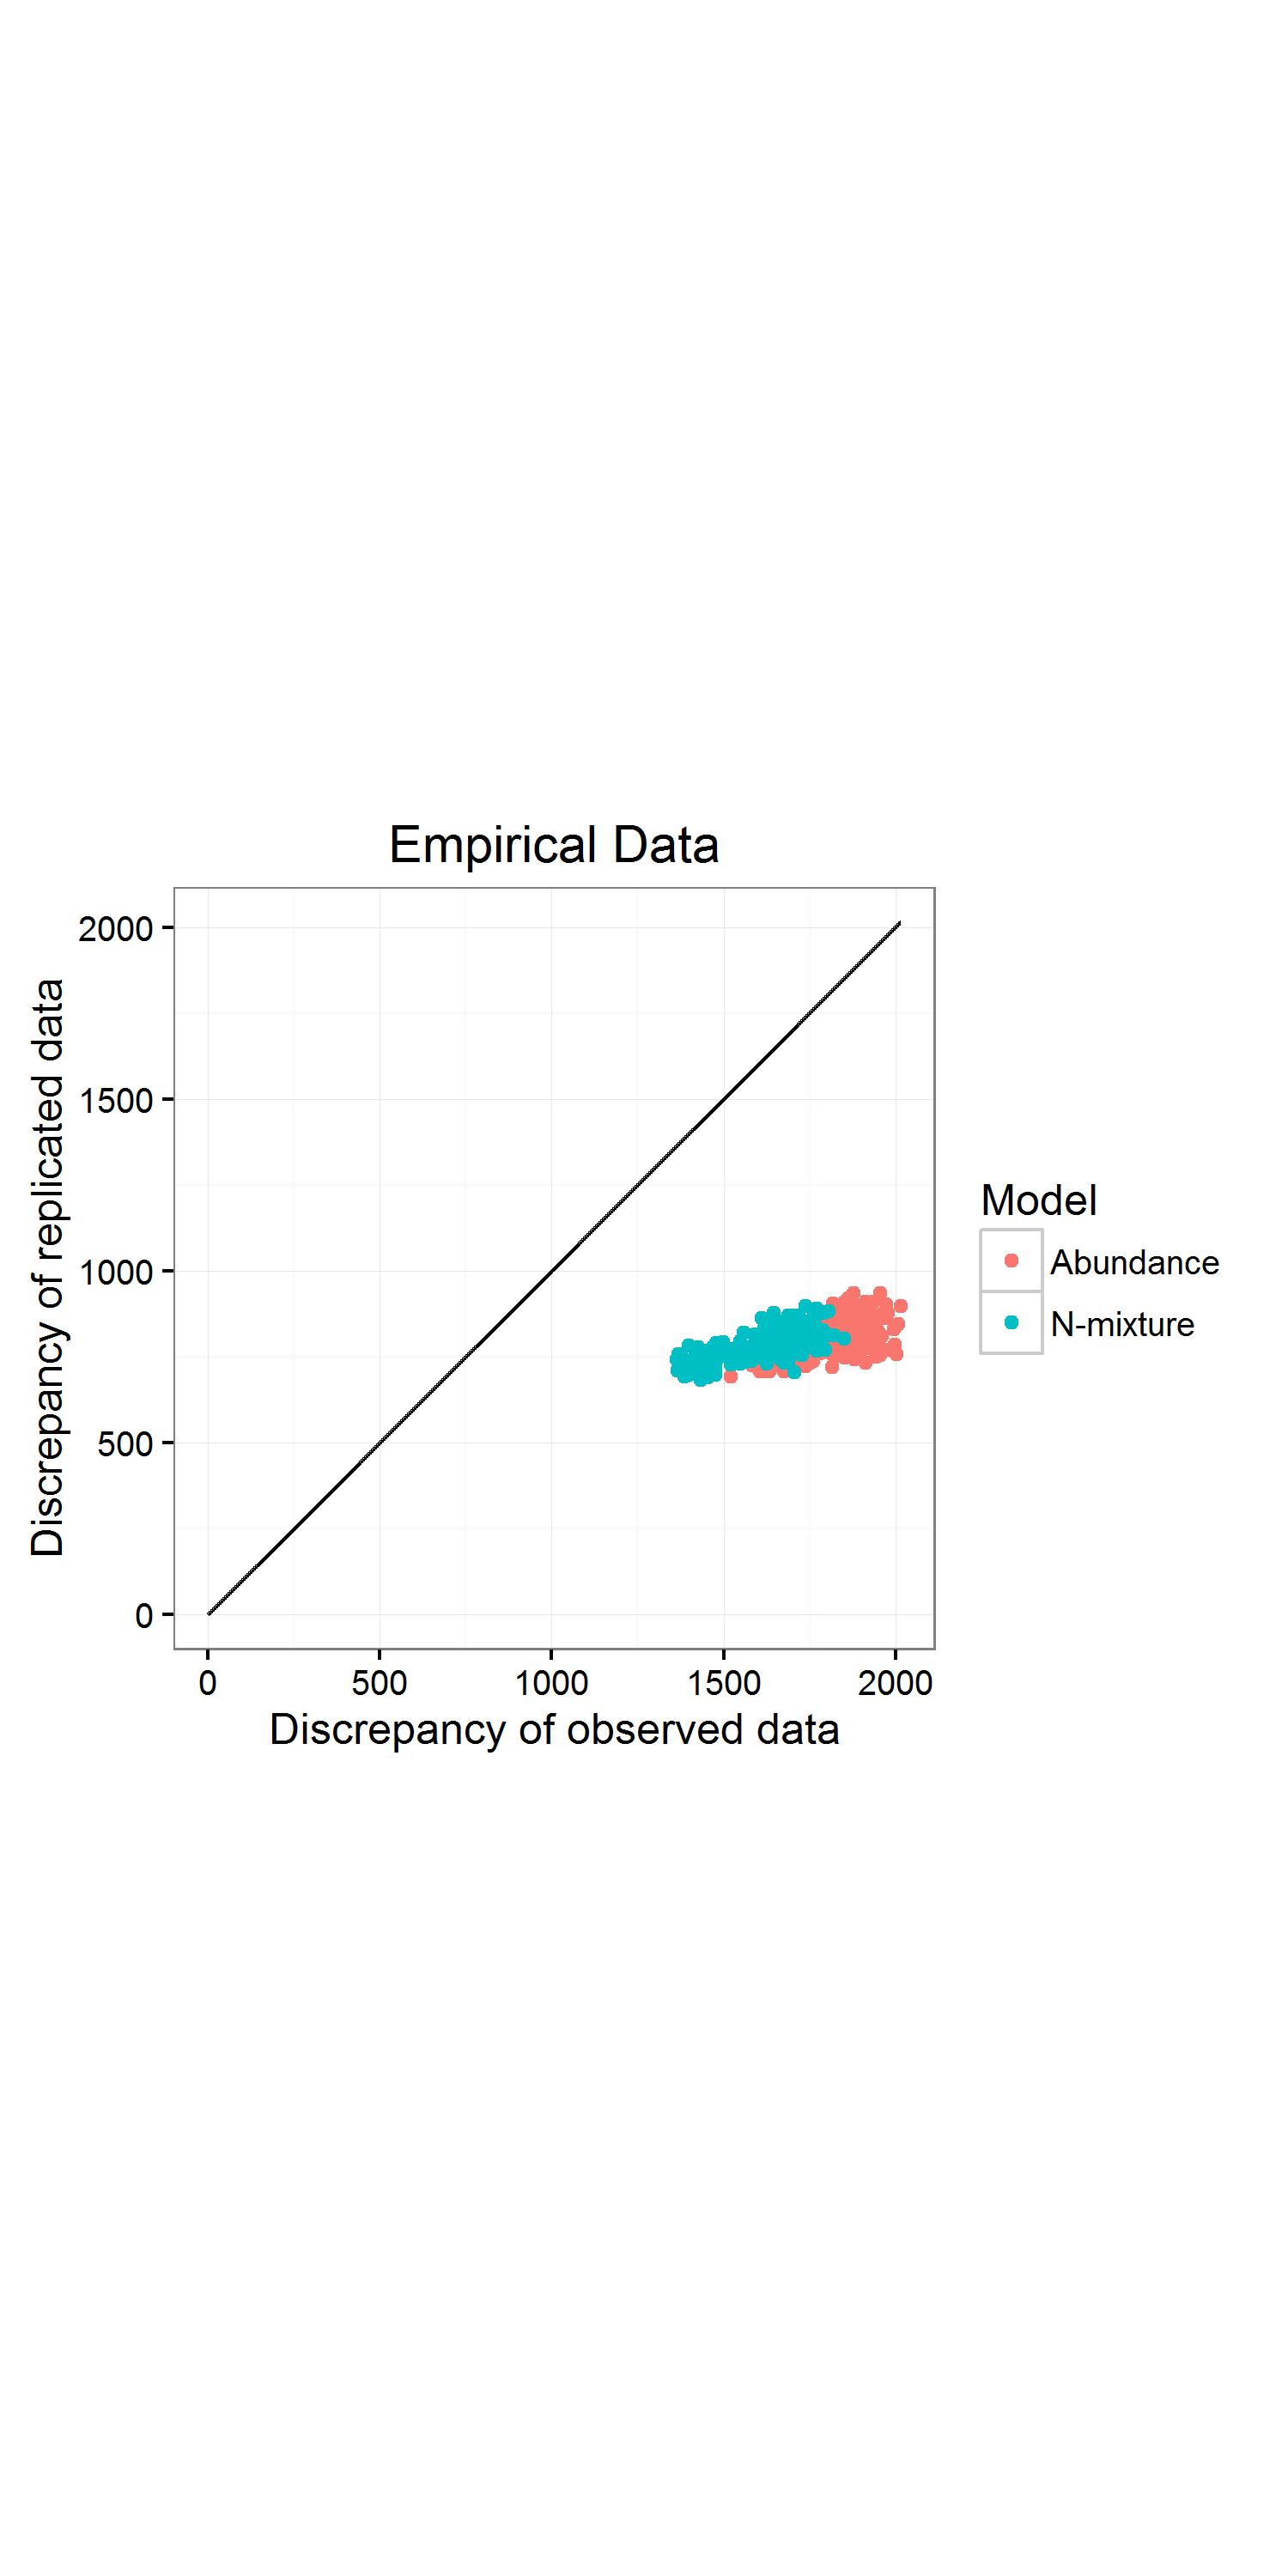 Empirical Data
Discrepancy of replicated data
2000
1500
1000
500
0
0 500 1000 1500 2000
Discrepancy of observed data
Model
Abundance
N-mixture